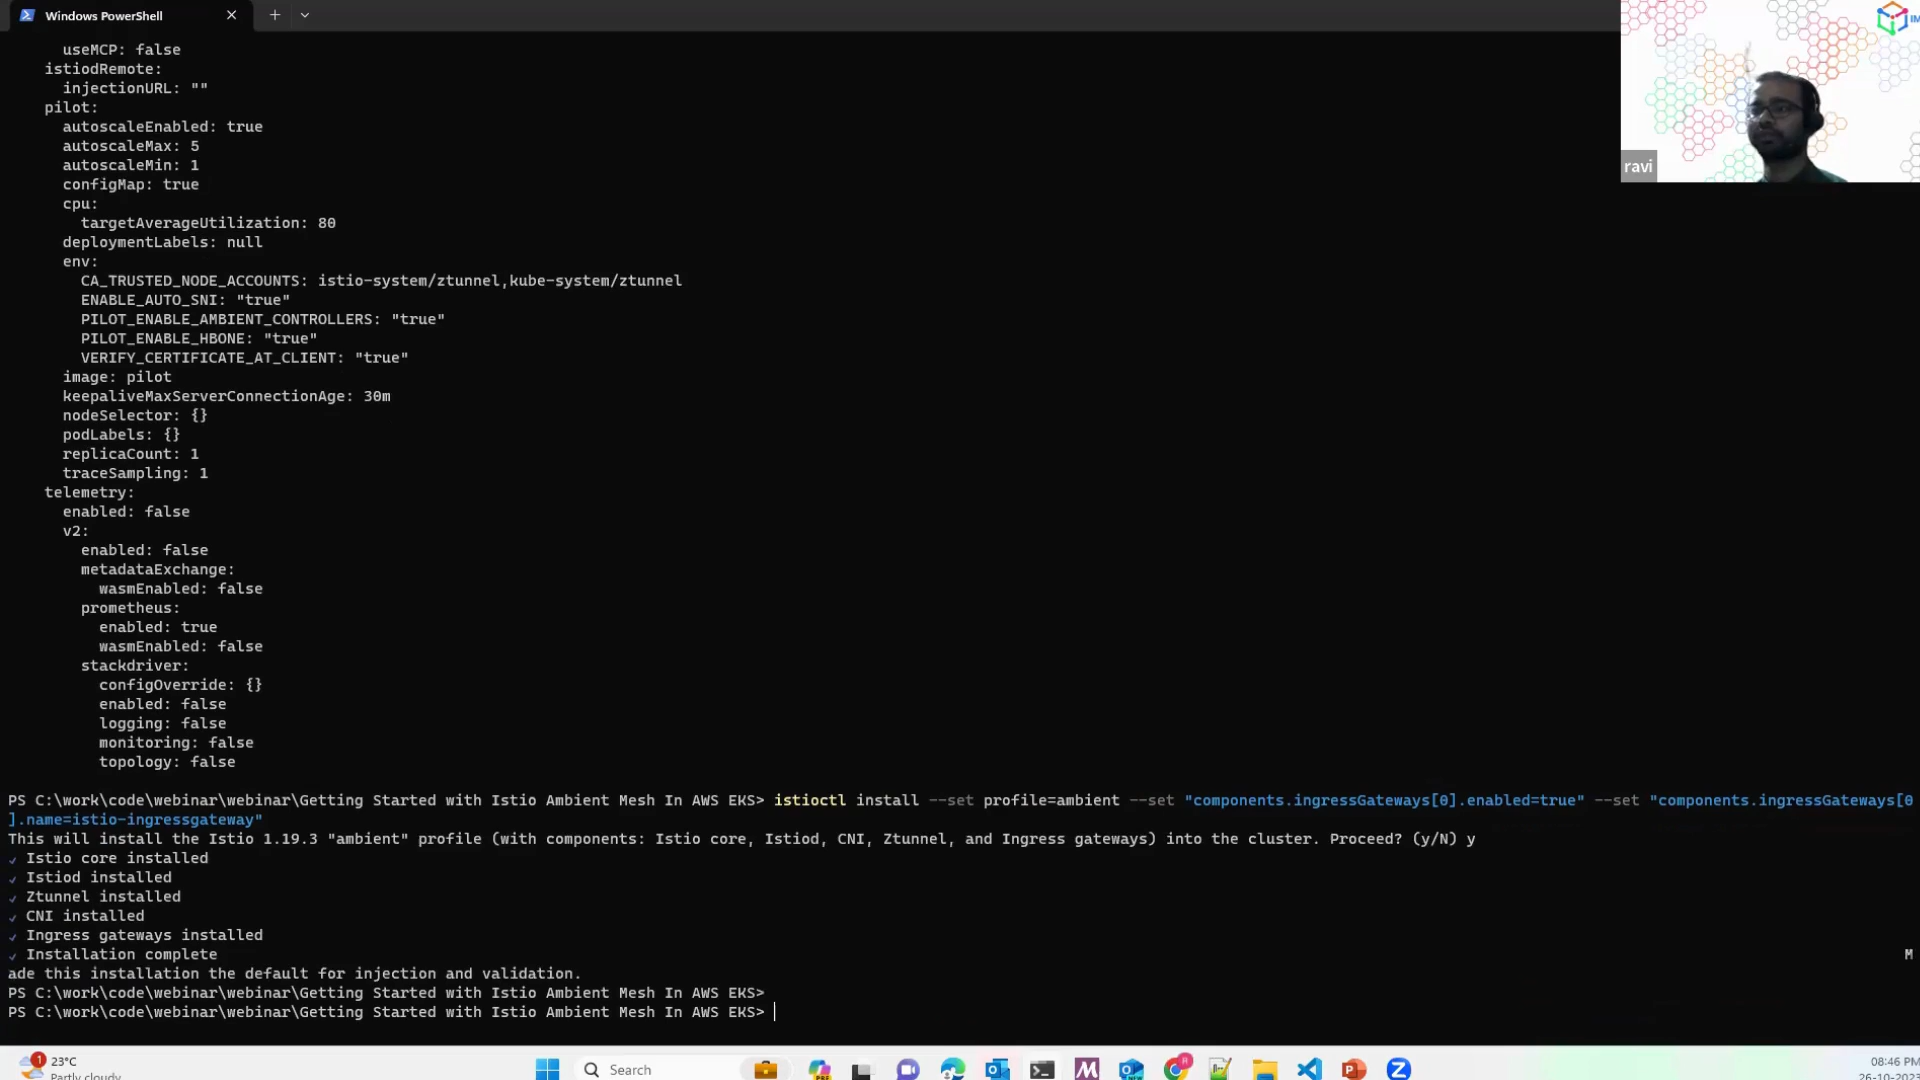 Windows PowerShell
useMCP: false
istiodRemote:
injectionURL: ""
pilot:
autoscaleEnabled: true
autoscaleMax: 5
autoscaleMin: 1
configMap: true
cpu:
targetAverageUtilization: 80
deploymentLabels: null
env:
CA_TRUSTED_NODE_ACCOUNTS: istio-system/ztunnel,kube-system/ztunnel
ENABLE_AUTO_SNI: "true"
PILOT_ENABLE_AMBIENT_CONTROLLERS: "true"
PILOT_ENABLE_HBONE: "true"
VERIFY_CERTIFICATE_AT_CLIENT: "true"
image: pilot
keepaliveMaxServerConnectionAge: 30m
nodeSelector: {}
podLabels: {}
replicaCount: 1
traceSampling: 1
telemetry:
enabled: false
v2:
enabled: false
metadataExchange:
wasmEnabled: false
prometheus:
enabled: true
wasmEnabled: false
stackdriver:
configOverride: {}
enabled: false
logging: false
monitoring: false
topology: false
PS C:\work\code\webinar\webinar\Getting Started with Istio Ambient Mesh In AWS EKS> istioctl install --set profile=ambient --set "components.ingressGateways[0].enabled=true" --set "components.ingressGateways[0
].name=istio-ingressgateway"
This will install the Istio 1.19.3 "ambient" profile (with components: Istio core, Istiod, CNI, Ztunnel, and Ingress gateways) into the cluster. Proceed? (y/N) y
✓ Istio core installed
✓ Istiod installed
✓ Ztunnel installed
✓ CNI installed
✓ Ingress gateways installed
✓ Installation complete M
ade this installation the default for injection and validation.
PS C:\work\code\webinar\webinar\Getting Started with Istio Ambient Mesh In AWS EKS>
PS C:\work\code\webinar\webinar\Getting Started with Istio Ambient Mesh In AWS EKS>
IM
ravi
1
23°C
Partly cloudy
Search
08:46 PM